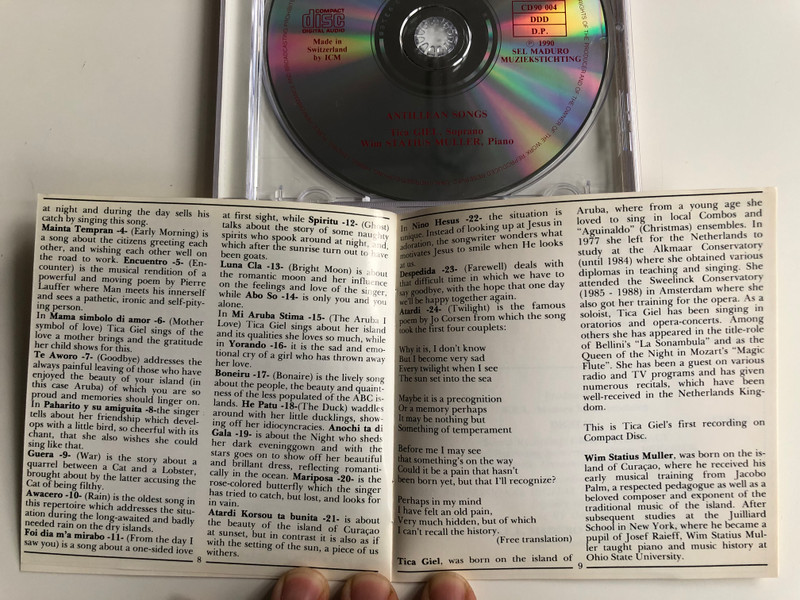 COMPACT
disc
DIGITAL AUDIO
Made in
Switzerland
by ICM
CD90 004
DDD
D.P.
℗ 1990
SEL MADURO
MUZIEKSTICHTING
ANTILLEAN SONGS
Tica GIEL, Soprano
Wim STATIUS MULLER, Piano
at night and during the day sells his
catch by singing this song.
Mainta Tempran -4- (Early Morning) is
a song about the citizens greeting each
other, and wishing each other well on
the road to work. Encuentro -5- (En-
counter) is the musical rendition of a
powerful and moving poem by Pierre
Lauffer where Man meets his innerself
and sees a pathetic, ironic and self-pity-
ing person.
In Mama simbolo di amor -6- (Mother
symbol of love) Tica Giel sings of the
love a mother brings and the gratitude
her child shows for this.
Te Aworo -7- (Goodbye) addresses the
always painful leaving of those who have
enjoyed the beauty of your island (in
this case Aruba) of which you are so
proud and memories should linger on.
In Paharito y su amiguita -8-the singer
tells about her friendship which devel-
ops with a little bird, so cheerful with its
chant, that she also wishes she could
sing like that.
Guera -9- (War) is the story about a
quarrel between a Cat and a Lobster,
brought about by the latter accusing the
Cat of being filthy.
Awacero -10- (Rain) is the oldest song in
this repertoire which addresses the situ-
ation during the long-awaited and badly
needed rain on the dry islands.
Foi dia m'a mirabo -11- (From the day I
saw you) is a song about a one-sided love
8
at first sight, while Spiritu -12- (Ghost)
talks about the story of some naughty
spirits who spook around at night, and,
which after the sunrise turn out to have
been goats.
Luna Cla -13- (Bright Moon) is about
the romantic moon and her influence
on the feelings and love of the singer,
while Abo So -14- is only you and you
alone.
In Mi Aruba Stima -15- (The Aruba I
Love) Tica Giel sings about her island
and its qualities she loves so much, while
in Yorando -16- it is the sad and emo-
tional cry of a girl who has thrown away
her love.
Boneiru -17- (Bonaire) is the lively song
about the people, the beauty and quaint-
ness of the less populated of the ABC is-
lands. He Patu -18-(The Duck) waddles
around with her little ducklings, show-
ing off her idiocyncracies. Anochi ta di
Gala -19- is about the Night who sheds
her dark eveninggown and with the
stars goes on to show off her beautiful
and brilliant dress, reflecting romanti-
cally in the ocean. Mariposa -20- is the
rose-colored butterfly which the singer
has tried to catch, but lost, and looks for
in vain.
Atardi Korsou ta bunita -21- is about
the beauty of the island of Curaçao
at sunset, but in contrast it is also as if
with the setting of the sun, a piece of us
withers.
In Nino Hesus -22- the situation is
unique. Instead of looking up at Jesus in
adoration, the songwriter wonders what
motivates Jesus to smile when He looks
at us.
Despedida -23- (Farewell) deals with
that difficult time in which we have to
say goodbye, with the hope that one day
we'll be happy together again.
Atardi -24- (Twilight) is the famous
poem by Jo Corsen from which the song
took the first four couplets:
Why it is, I don't know
But I become very sad
Every twilight when I see
The sun set into the sea
Maybe it is a precognition
Or a memory perhaps
It may be nothing but
Something of temperament
Before me I may see
that something's on the way
Could it be a pain that hasn't
been born yet, but that I'll recognize?
Perhaps in my mind
I have felt an old pain,
Very much hidden, but of which
I can't recall the history.
(Free translation)
Tica Giel, was born on the island of
Aruba, where from a young age she
loved to sing in local Combos and
"Aguinaldo" (Christmas) ensembles. In
1977 she left for the Netherlands to
study at the Alkmaar Conservatory
(until 1984) where she obtained various
diplomas in teaching and singing. She
attended the Sweelinck Conservatory
(1985 - 1988) in Amsterdam where she
also got her training for the opera. As a
soloist, Tica Giel has been singing in
oratorios and opera-concerts. Among
others she has appeared in the title-role
of Bellini's "La Sonambula" and as the
Queen of the Night in Mozart's "Magic
Flute". She has been a guest on various
radio and TV programs and has given
numerous recitals, which have been
well-received in the Netherlands King-
dom.
This is Tica Giel's first recording on
Compact Disc.
Wim Statius Muller, was born on the is-
land of Curaçao, where he received his
early musical training from Jacobo
Palm, a respected pedagogue as well as a
beloved composer and exponent of the
traditional music of the island. After
subsequent studies at the Juilliard
School in New York, where he became a
pupil of Josef Raieff, Wim Statius Mul-
ler taught piano and music history at
Ohio State University.
9